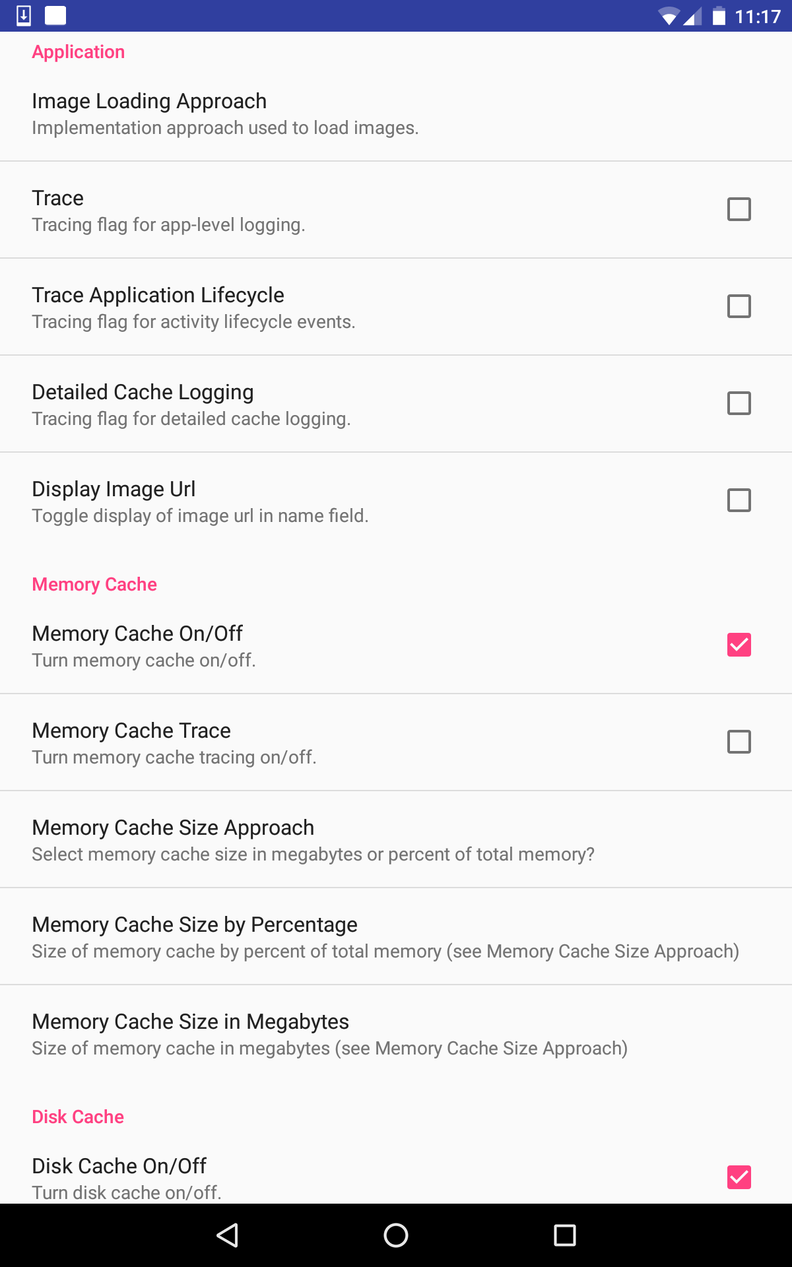 11:17
Application
Image Loading Approach
Implementation approach used to load images.
Trace
Tracing flag for app-level logging.
Trace Application Lifecycle
Tracing flag for activity lifecycle events.
Detailed Cache Logging
Tracing flag for detailed cache logging.
Display Image Url
Toggle display of image url in name field.
Memory Cache
Memory Cache On/Off
Turn memory cache on/off.
Memory Cache Trace
Turn memory cache tracing on/off.
Memory Cache Size Approach
Select memory cache size in megabytes or percent of total memory?
Memory Cache Size by Percentage
Size of memory cache by percent of total memory (see Memory Cache Size Approach)
Memory Cache Size in Megabytes
Size of memory cache in megabytes (see Memory Cache Size Approach)
Disk Cache
Disk Cache On/Off
Turn disk cache on/off.